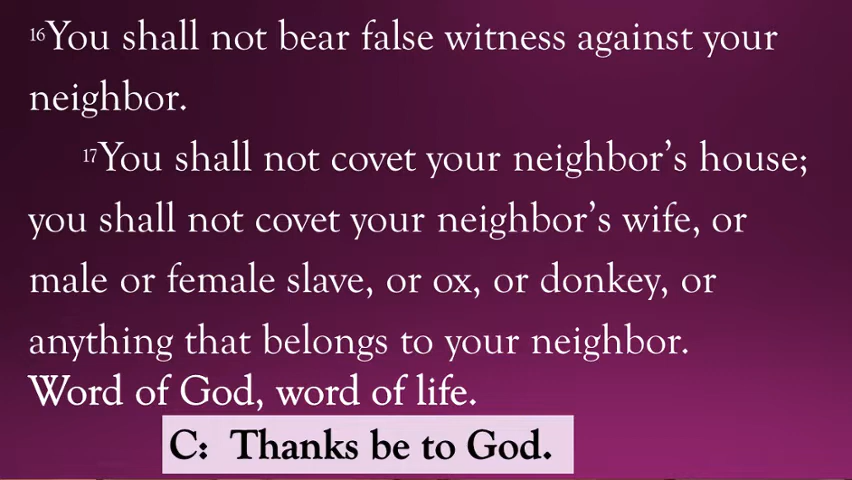 16You shall not bear false witness against your
neighbor.
17You shall not covet your neighbor’s house;
you shall not covet your neighbor’s wife, or
male or female slave, or ox, or donkey, or
anything that belongs to your neighbor.
Word of God, word of life.
C: Thanks be to God.